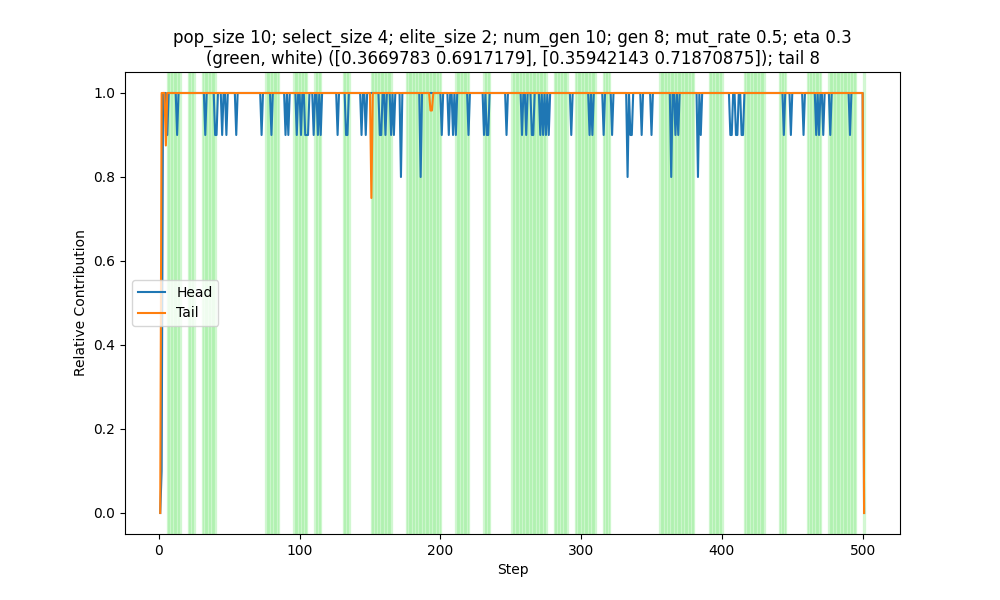 pop_size 10; select_size 4; elite_size 2; num_gen 10; gen 8; mut_rate 0.5; eta 0.3
(green, white) ([0.3669783 0.6917179], [0.35942143 0.71870875]); tail 8
1.0
0.8
0.6
0.4
0.2
0.0
Relative Contribution
Head
Tail
0
100
200
300
400
500
Step